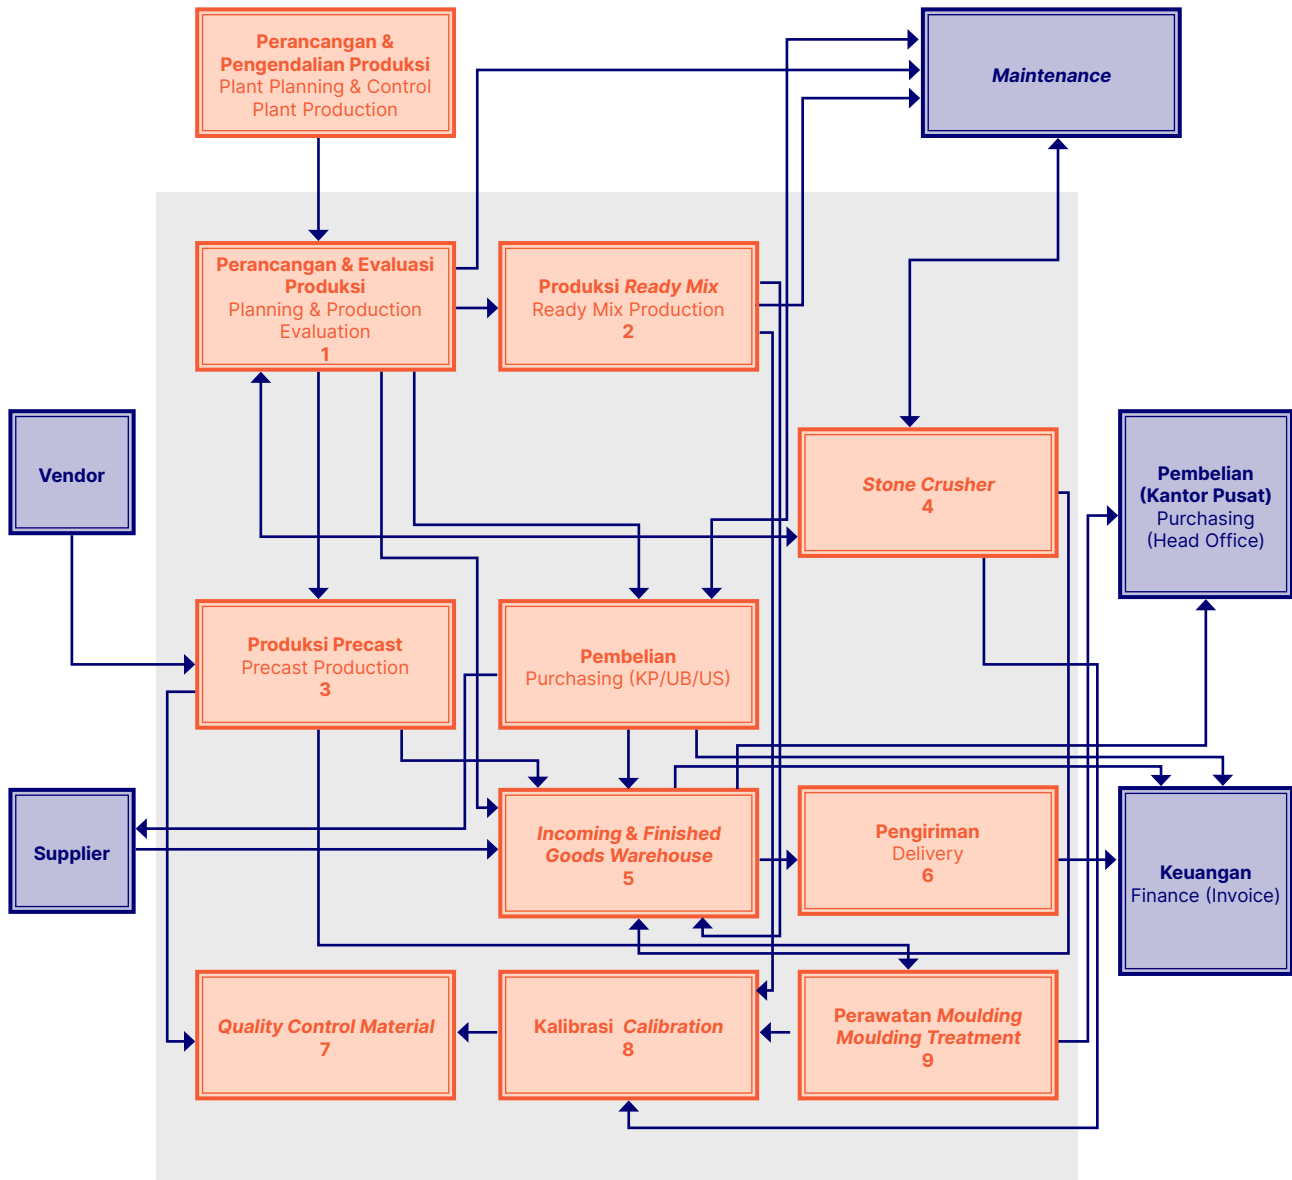 Perancangan &
Pengendalian Produksi
Plant Planning & Control
Plant Production
Maintenance
Perancangan & Evaluasi
Produksi
Planning & Production
Evaluation
1
Produksi Ready Mix
Ready Mix Production
2
Vendor
Stone Crusher
4
Pembelian
(Kantor Pusat)
Purchasing
(Head Office)
Produksi Precast
Precast Production
3
Pembelian
Purchasing (KP/UB/US)
Supplier
Incoming & Finished
Goods Warehouse
5
Pengiriman
Delivery
6
Keuangan
Finance (Invoice)
Quality Control Material
7
Kalibrasi Calibration
8
Perawatan Moulding
Moulding Treatment
9